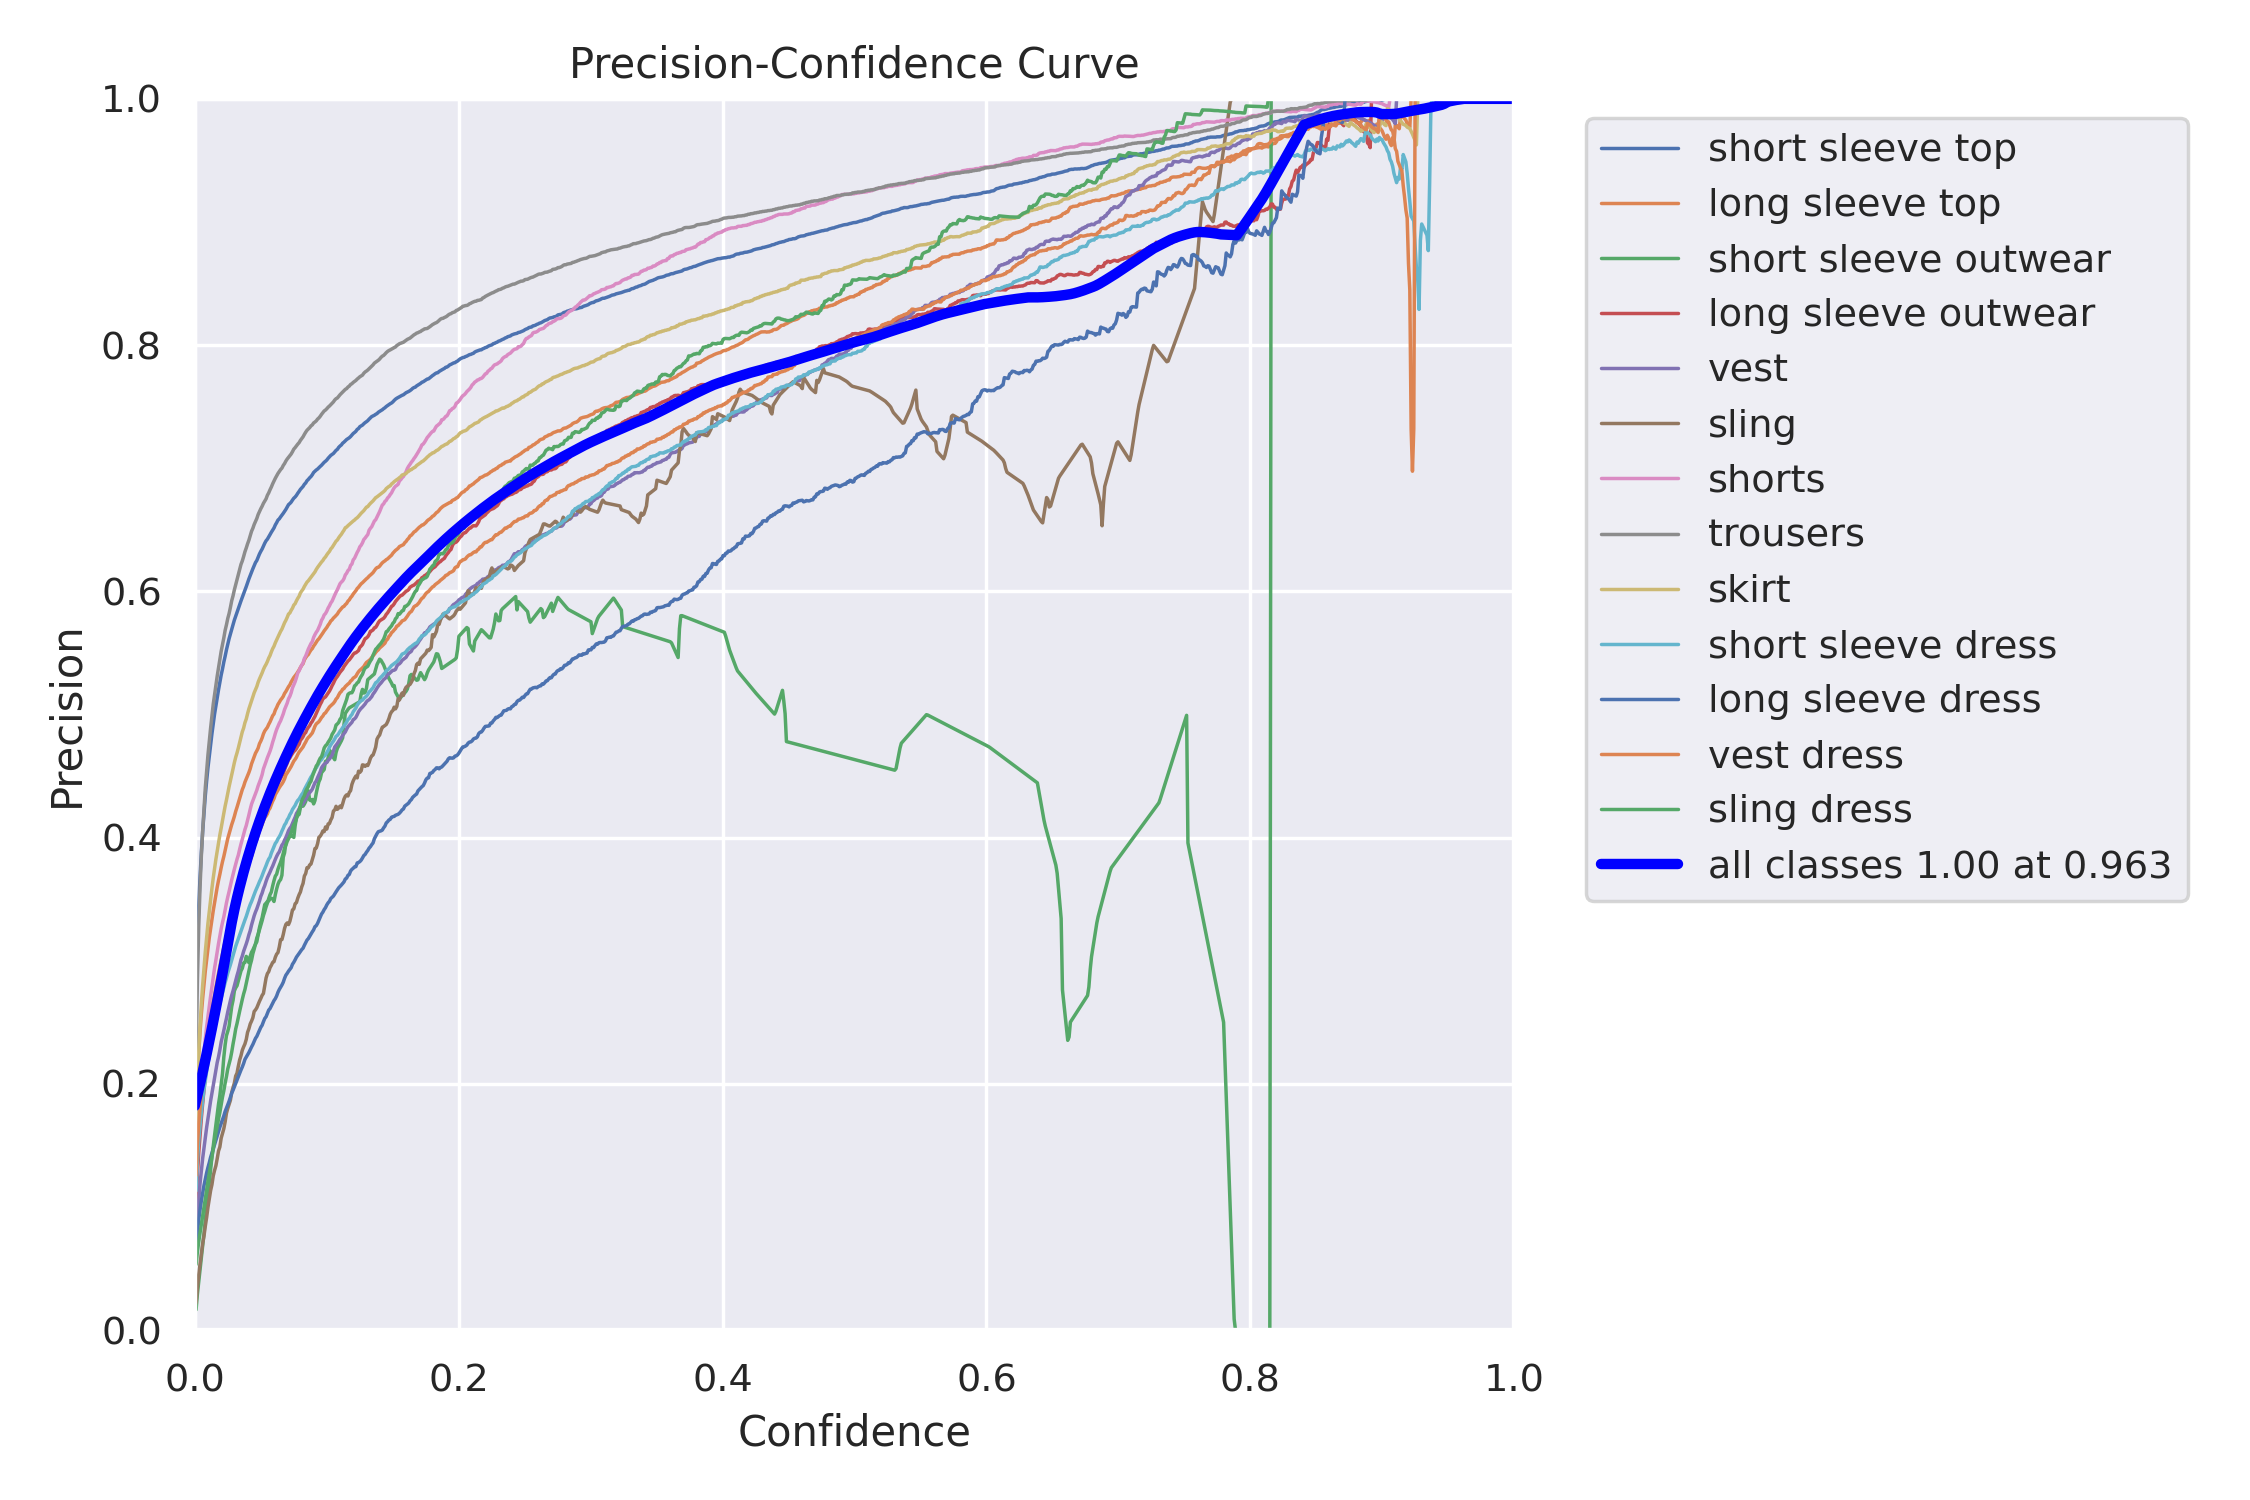 Precision-Confidence Curve
1.0
0.8
0.6
0.4
0.2
0.0
Precision
0.0 0.2 0.4 0.6 0.8 1.0
Confidence
short sleeve top
long sleeve top
short sleeve outwear
long sleeve outwear
vest
sling
shorts
trousers
skirt
short sleeve dress
long sleeve dress
vest dress
sling dress
all classes 1.00 at 0.963